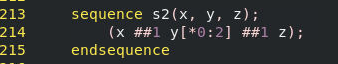 213 sequence s2(x, y, z);
214 (x ##1 y[*0:2] ##1 z);
215 endsequence